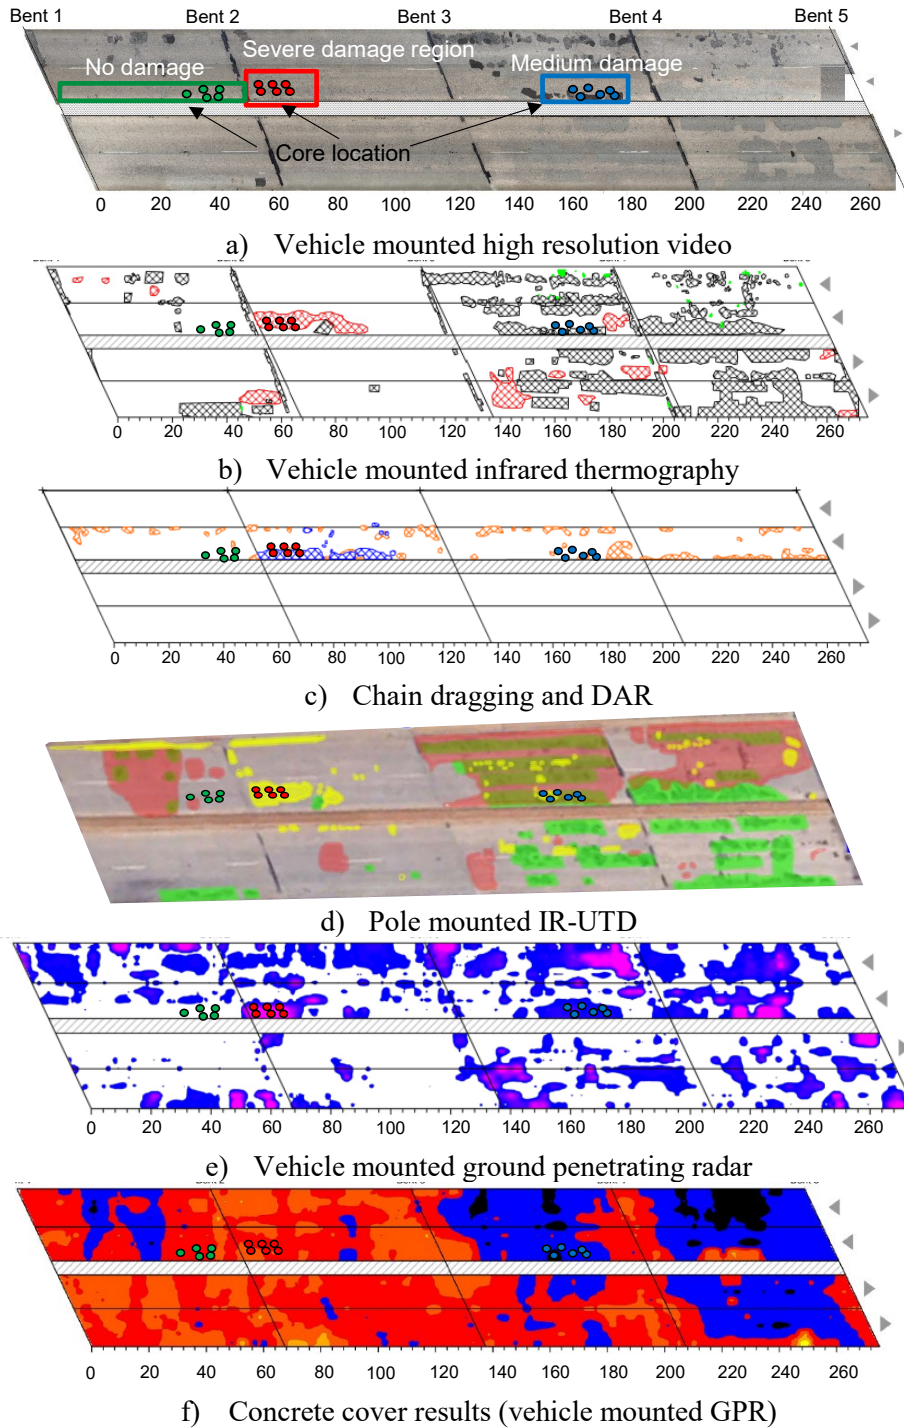 Bent 1 Bent 2 Bent 3 Bent 4 Bent 5
Severe damage region
No damage Medium damage
Core location
0 20 40 60 80 100 120 140 160 180 200 220 240 260
a) Vehicle mounted high resolution video
0 20 40 60 80 100 120 140 160 180 200 220 240 260
b) Vehicle mounted infrared thermography
0 20 40 60 80 100 120 140 160 180 200 220 240 260
c) Chain dragging and DAR
d) Pole mounted IR-UTD
0 20 40 60 80 100 120 140 160 180 200 220 240 260
e) Vehicle mounted ground penetrating radar
0 20 40 60 80 100 120 140 160 180 200 220 240 260
f) Concrete cover results (vehicle mounted GPR)